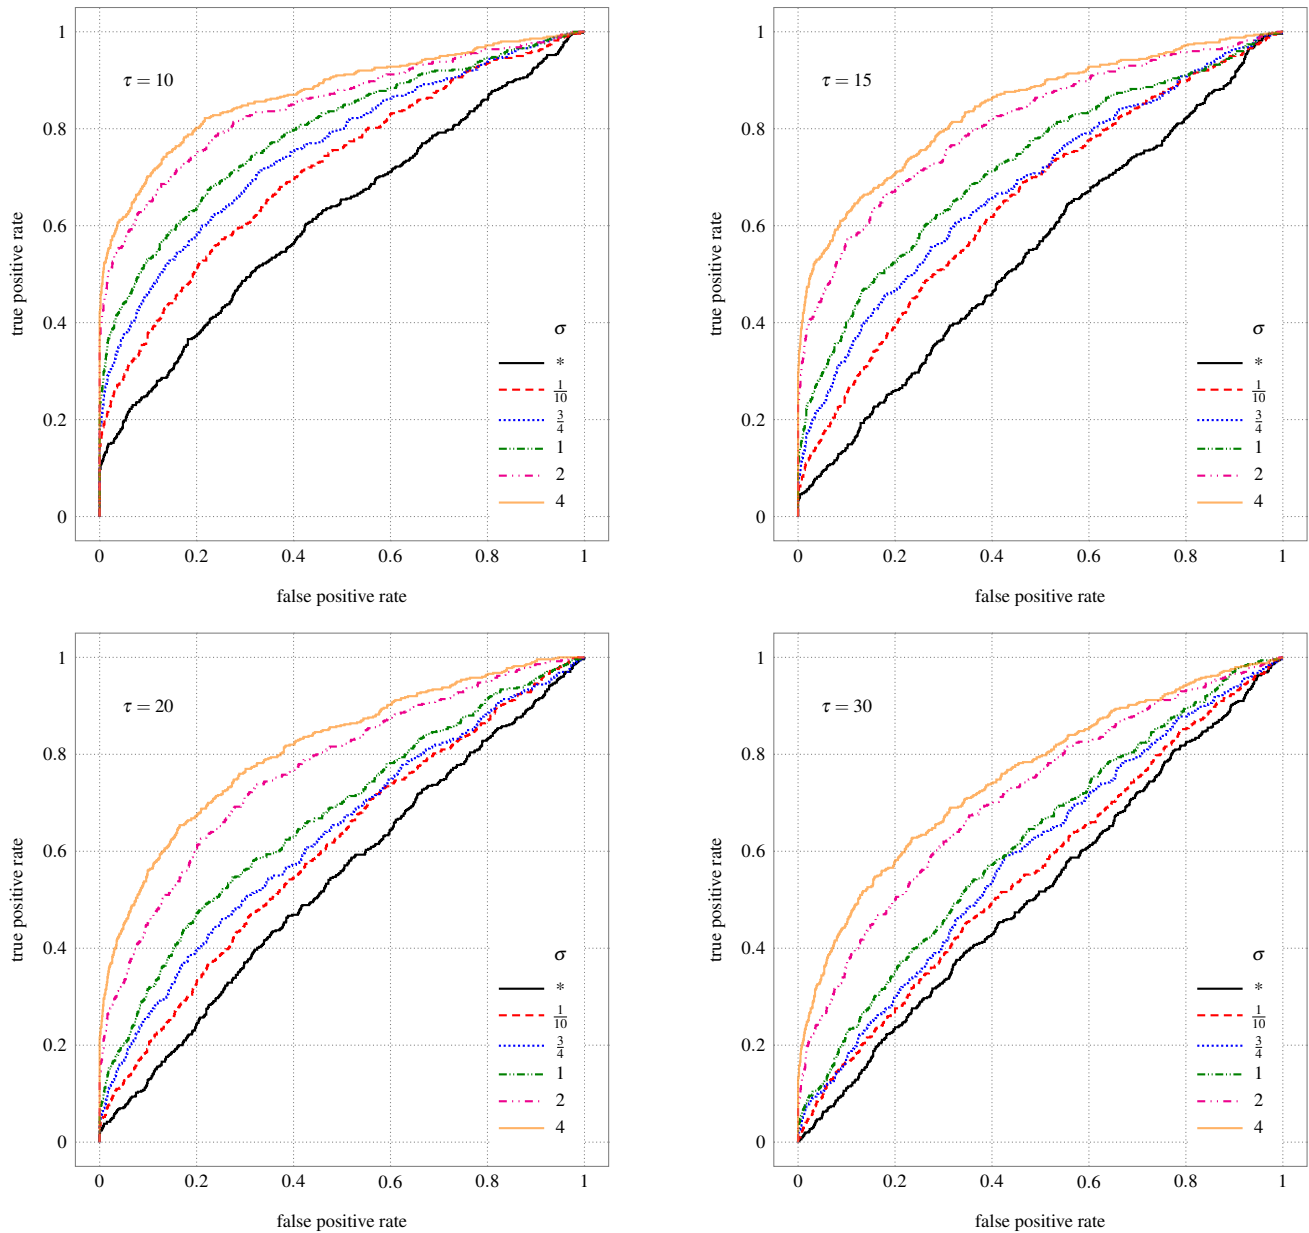 1
τ = 10
0.8
0.6
true positive rate
0.4
σ
*
1/10
3/4
0.2
1
2
4
0
0 0.2 0.4 0.6 0.8 1
false positive rate
1
τ = 15
0.8
0.6
true positive rate
0.4
σ
*
1/10
3/4
0.2
1
2
4
0
0 0.2 0.4 0.6 0.8 1
false positive rate
1
τ = 20
0.8
0.6
true positive rate
0.4
σ
*
1/10
3/4
0.2
1
2
4
0
0 0.2 0.4 0.6 0.8 1
false positive rate
1
τ = 30
0.8
0.6
true positive rate
0.4
σ
*
1/10
3/4
0.2
1
2
4
0
0 0.2 0.4 0.6 0.8 1
false positive rate